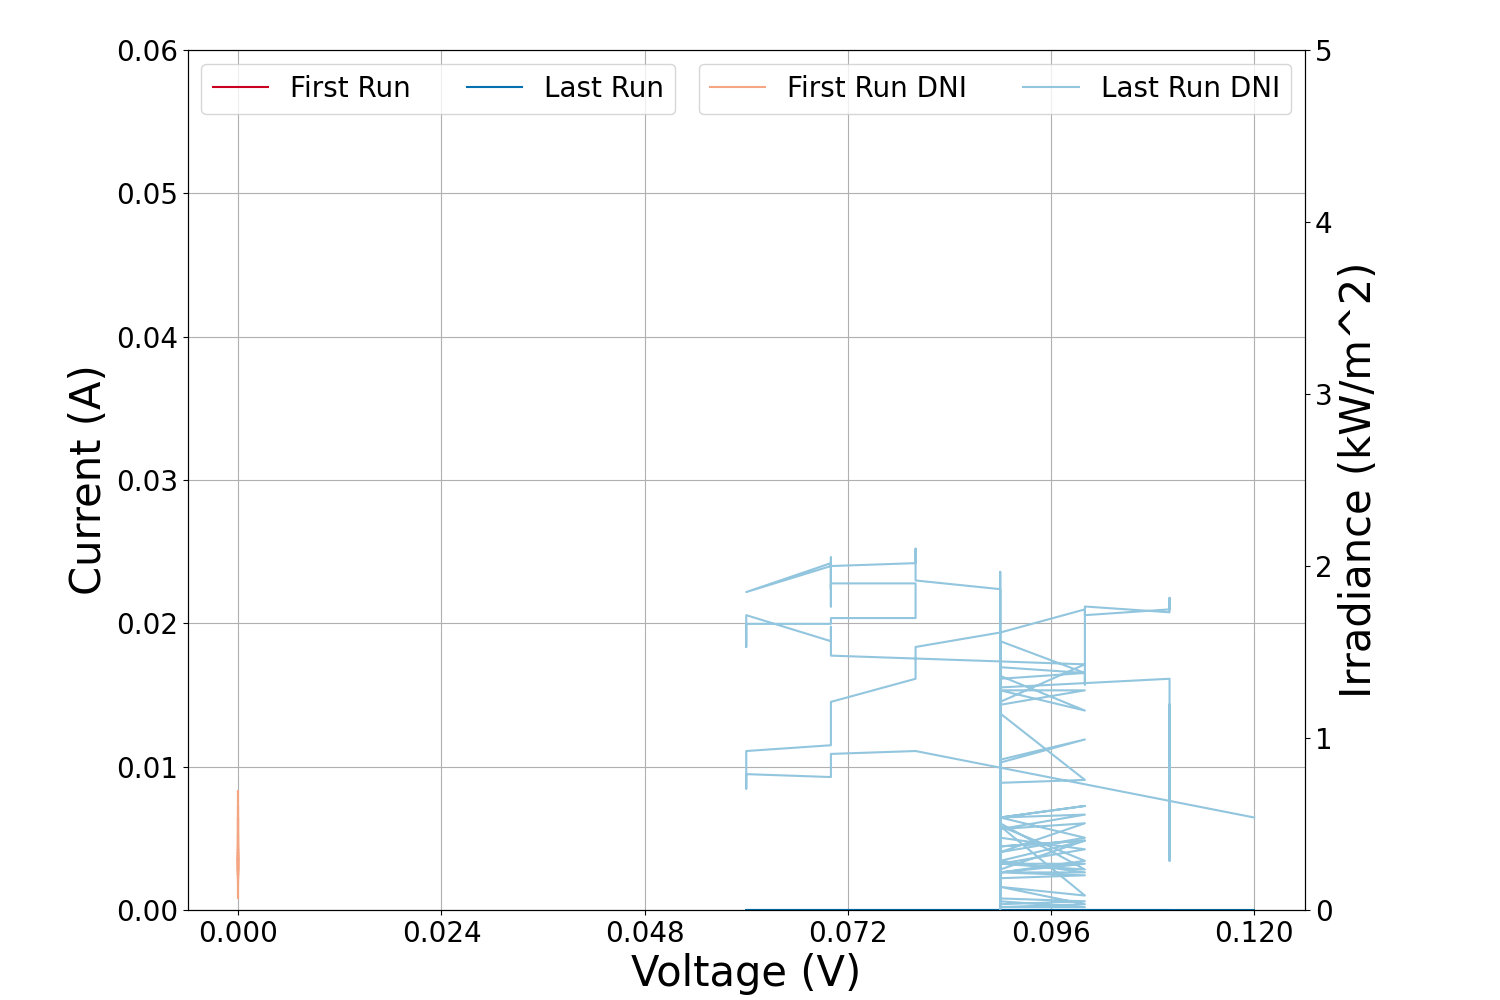 First Run
Last Run
First Run DNI
Last Run DNI
0.06
0.05
0.04
0.03
0.02
0.01
0.00
Current (A)
5
4
3
2
1
0
Irradiance (kW/m^2)
0.000 0.024 0.048 0.072 0.096 0.120
Voltage (V)